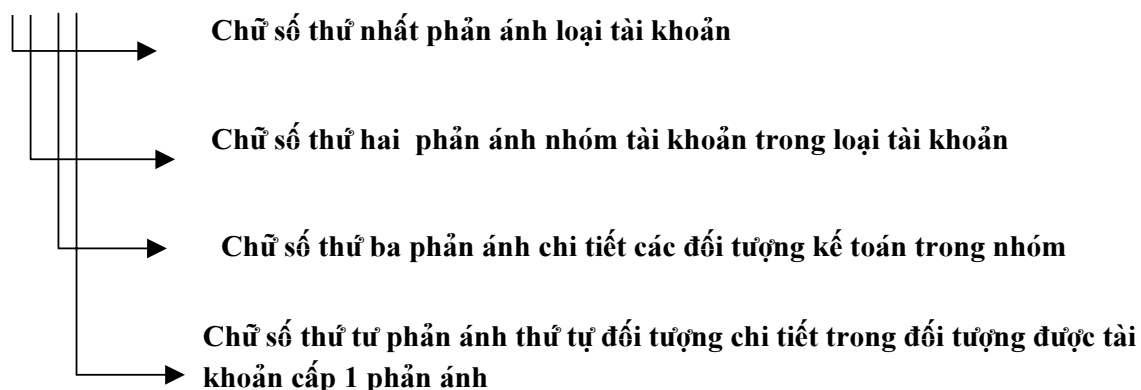 Chữ số thứ nhất phản ánh loại tài khoản
Chữ số thứ hai phản ánh nhóm tài khoản trong loại tài khoản
Chữ số thứ ba phản ánh chi tiết các đối tượng kế toán trong nhóm
Chữ số thứ tư phản ánh thứ tự đối tượng chi tiết trong đối tượng được tài
khoản cấp 1 phản ánh